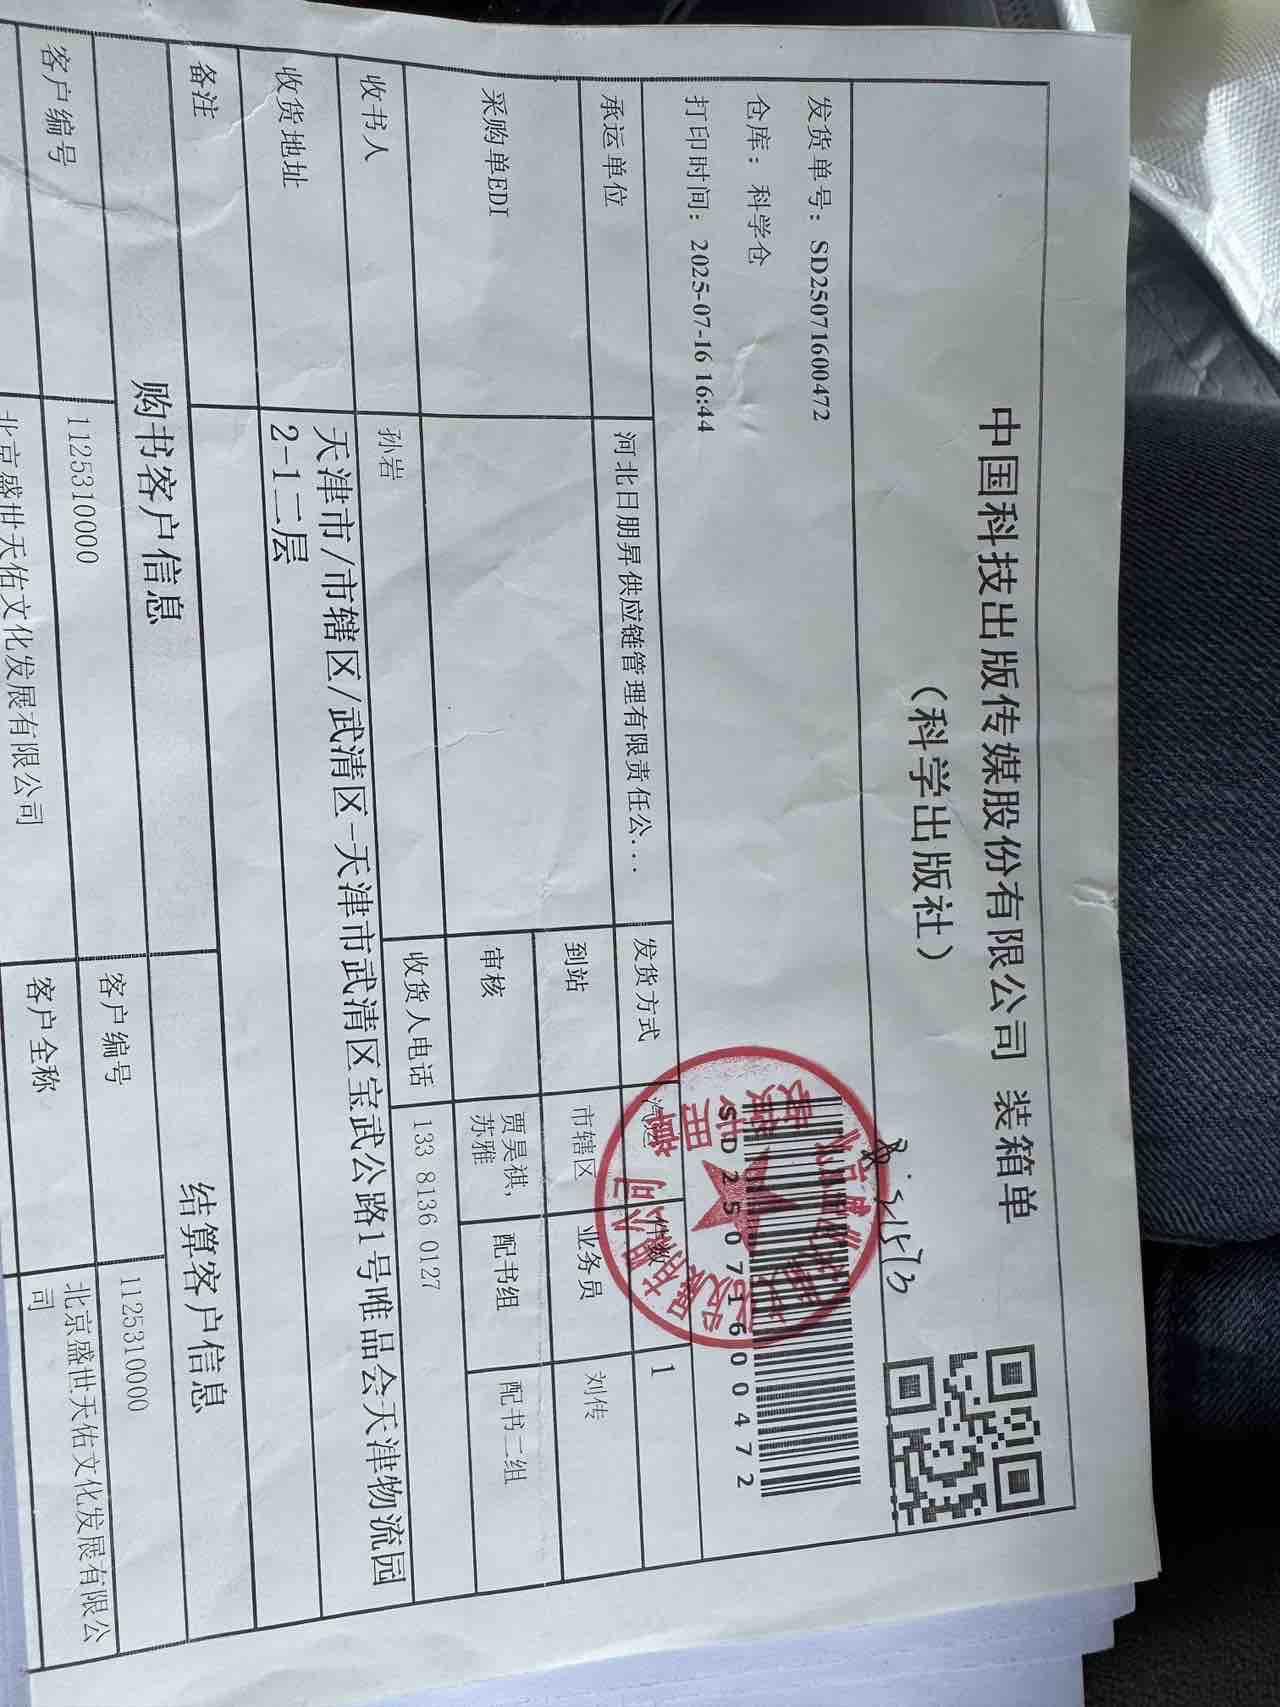 中国科技出版传媒股份有限公司 装箱单
（科学出版社）
发货单号：SD25071600472
仓库：科学仓
打印时间：2025-07-16 16:44
SD25071600472
承运单位 河北日朋昇供应链管理有限责任公... 发货方式 汽运 件数 1
采购单EDI 到站 市辖区 业务员 刘传
审核 贾昊祺,苏雅 配书组 配书二组
收书人 孙岩 收货人电话 133 8136 0127
收货地址 天津市/市辖区/武清区-天津市武清区宝武公路1号唯品会天津物流园
2-1二层
备注
购书客户信息 结算客户信息
客户编号 1125310000 客户编号 1125310000
北京盛世天佑文化发展有限公司 客户全称 北京盛世天佑文化发展有限公
司